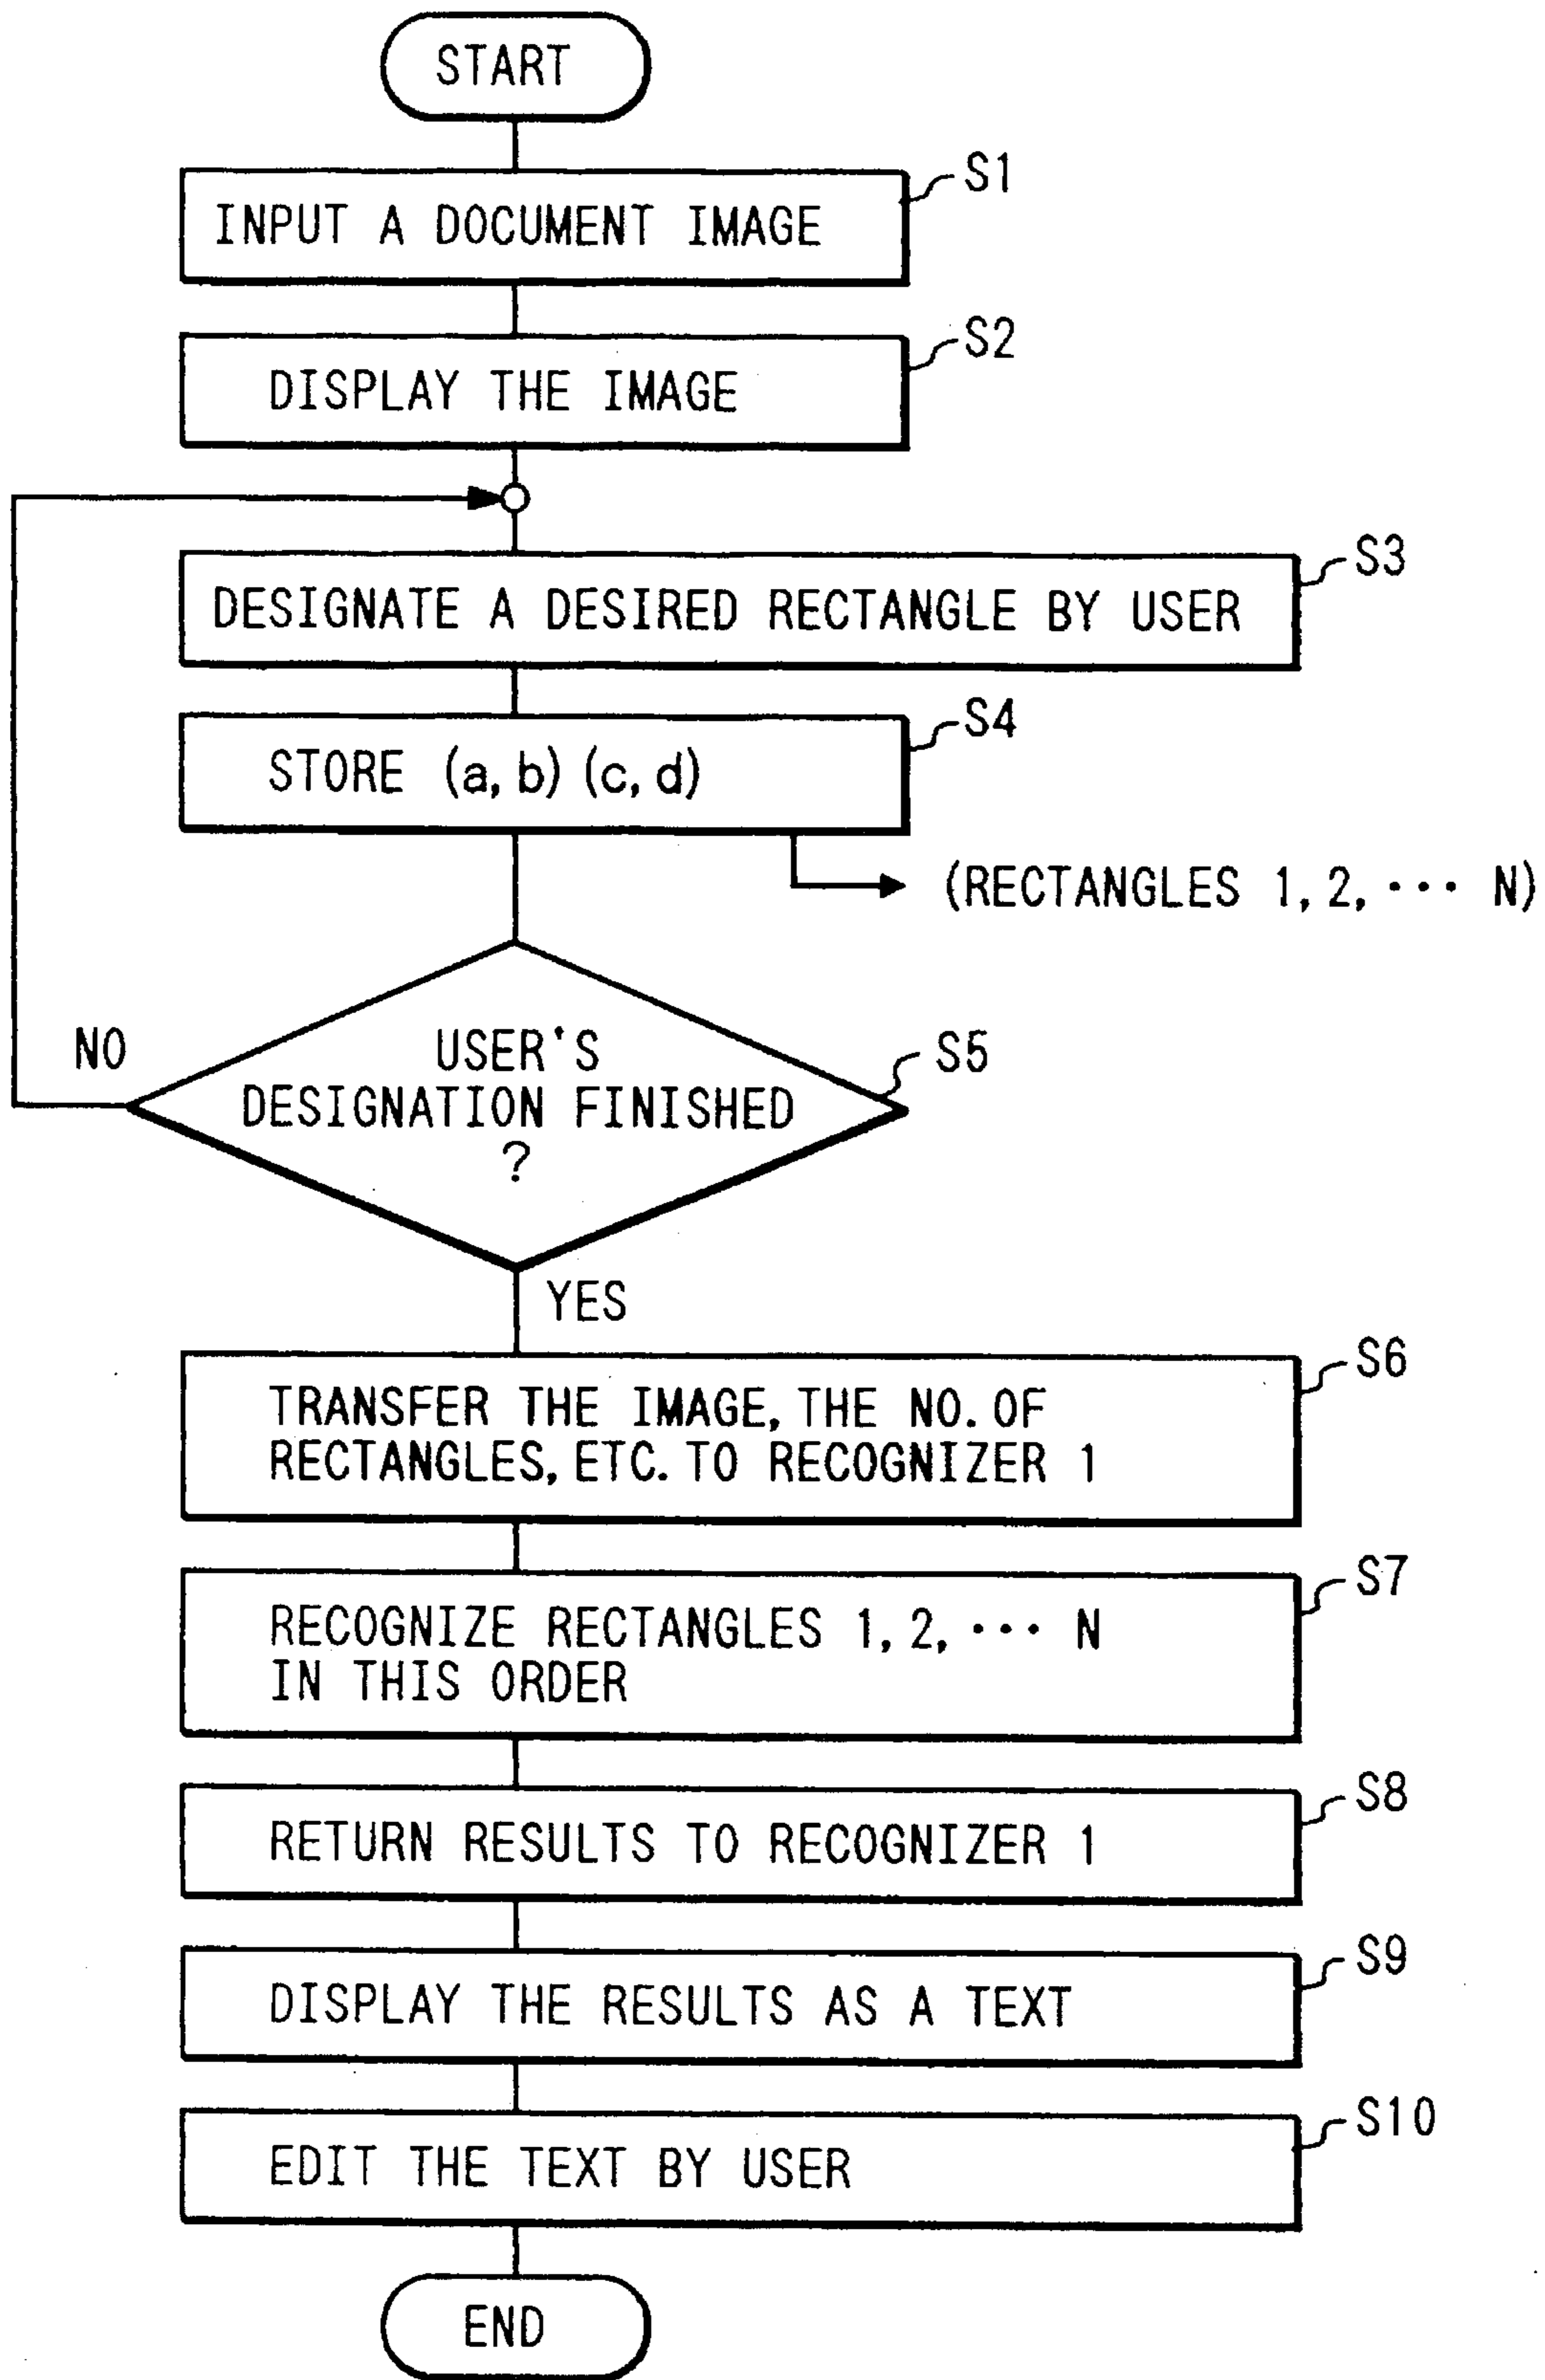 START
S1
INPUT A DOCUMENT IMAGE
S2
DISPLAY THE IMAGE
S3
DESIGNATE A DESIRED RECTANGLE BY USER
S4
STORE (a, b) (c, d)
(RECTANGLES 1, 2, ··· N)
NO
USER'S
S5
DESIGNATION FINISHED
?
YES
S6
TRANSFER THE IMAGE, THE NO. OF
RECTANGLES, ETC. TO RECOGNIZER 1
S7
RECOGNIZE RECTANGLES 1, 2, ··· N
IN THIS ORDER
S8
RETURN RESULTS TO RECOGNIZER 1
S9
DISPLAY THE RESULTS AS A TEXT
S10
EDIT THE TEXT BY USER
END